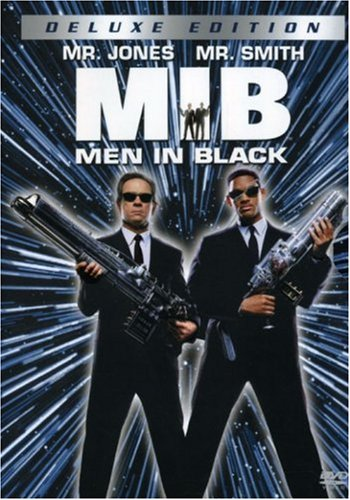 DELUXE EDITION
MR. JONES MR. SMITH
MIB
MEN IN BLACK
DVD